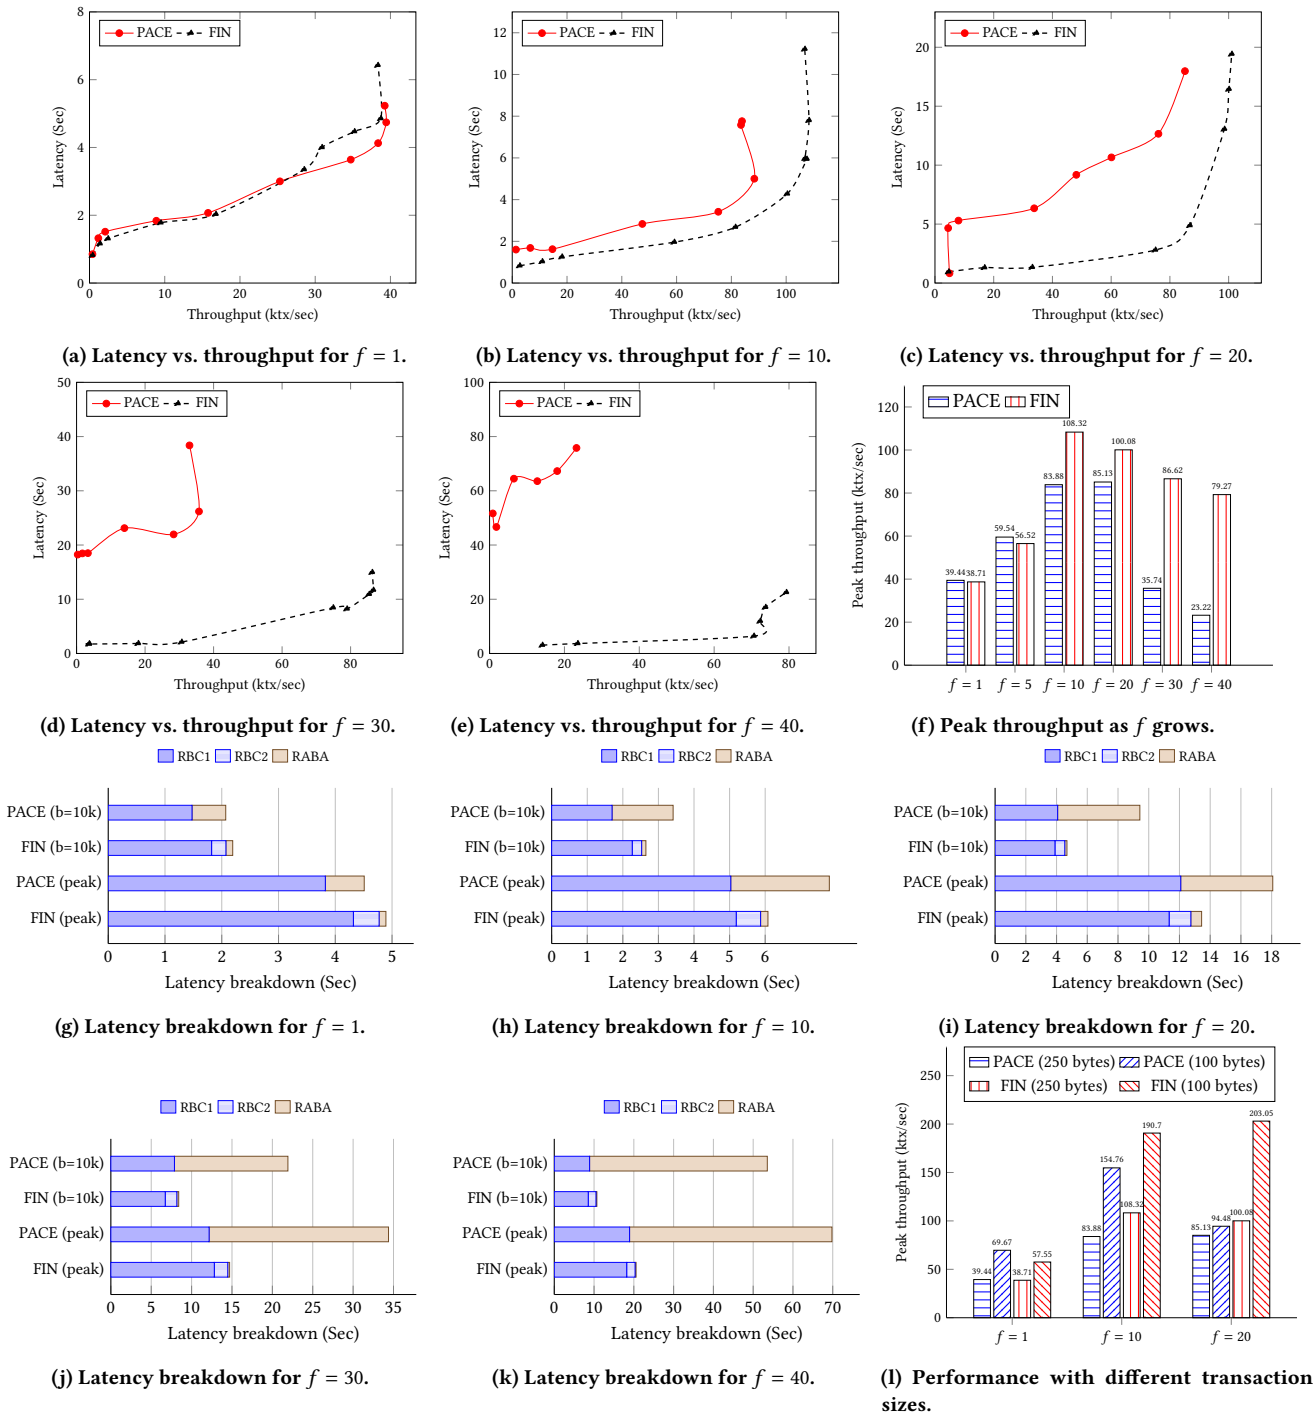 PACE FIN
8
6
4
2
0
Latency (Sec)
0 10 20 30 40
Throughput (ktx/sec)
(a) Latency vs. throughput for f = 1.
PACE FIN
12
10
8
6
4
2
0
Latency (Sec)
0 20 40 60 80 100
Throughput (ktx/sec)
(b) Latency vs. throughput for f = 10.
PACE FIN
20
15
10
5
0
Latency (Sec)
0 20 40 60 80 100
Throughput (ktx/sec)
(c) Latency vs. throughput for f = 20.
PACE FIN
50
40
30
20
10
0
Latency (Sec)
0 20 40 60 80
Throughput (ktx/sec)
(d) Latency vs. throughput for f = 30.
PACE FIN
100
80
60
40
20
0
Latency (Sec)
0 20 40 60 80
Throughput (ktx/sec)
(e) Latency vs. throughput for f = 40.
PACE FIN
120
100
80
60
40
20
0
Peak throughput (ktx/sec)
39.44 38.71 59.54 56.52 83.88 108.32 85.13 100.08 35.74 86.62 23.22 79.27
f = 1 f = 5 f = 10 f = 20 f = 30 f = 40
(f) Peak throughput as f grows.
RBC1 RBC2 RABA
PACE (b=10k)
FIN (b=10k)
PACE (peak)
FIN (peak)
0 1 2 3 4 5
Latency breakdown (Sec)
(g) Latency breakdown for f = 1.
RBC1 RBC2 RABA
PACE (b=10k)
FIN (b=10k)
PACE (peak)
FIN (peak)
0 1 2 3 4 5 6
Latency breakdown (Sec)
(h) Latency breakdown for f = 10.
RBC1 RBC2 RABA
PACE (b=10k)
FIN (b=10k)
PACE (peak)
FIN (peak)
0 2 4 6 8 10 12 14 16 18
Latency breakdown (Sec)
(i) Latency breakdown for f = 20.
RBC1 RBC2 RABA
PACE (b=10k)
FIN (b=10k)
PACE (peak)
FIN (peak)
0 5 10 15 20 25 30 35
Latency breakdown (Sec)
(j) Latency breakdown for f = 30.
RBC1 RBC2 RABA
PACE (b=10k)
FIN (b=10k)
PACE (peak)
FIN (peak)
0 10 20 30 40 50 60 70
Latency breakdown (Sec)
(k) Latency breakdown for f = 40.
PACE (250 bytes) PACE (100 bytes)
FIN (250 bytes) FIN (100 bytes)
250
200
150
100
50
0
Peak throughput (ktx/sec)
39.44 69.67 38.71 57.55 83.88 154.76 108.32 190.7 85.13 94.48 100.08 203.05
f = 1 f = 10 f = 20
(l) Performance with different transaction
sizes.